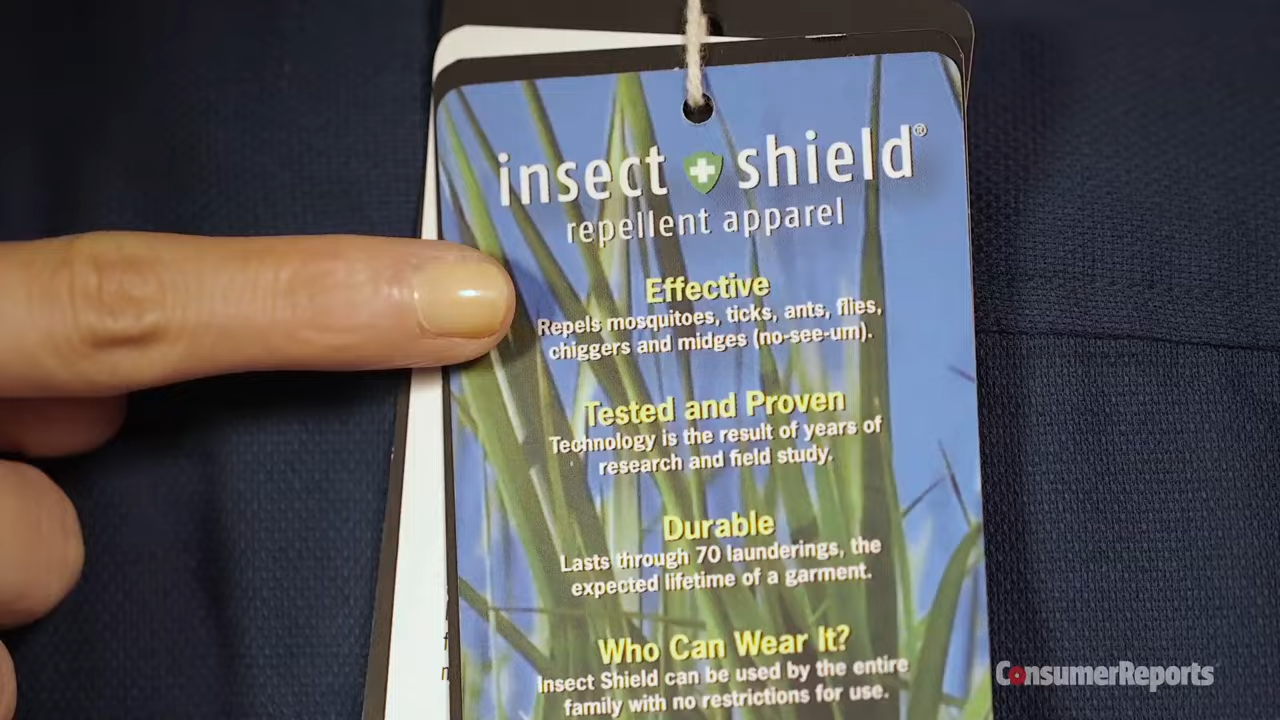 insect shield®
repellent apparel
Effective
Repels mosquitoes, ticks, ants, flies,
chiggers and midges (no-see-um).
Tested and Proven
Technology is the result of years of
research and field study.
Durable
Lasts through 70 launderings, the
expected lifetime of a garment.
Who Can Wear It?
Insect Shield can be used by the entire
family with no restrictions for use.
ConsumerReports